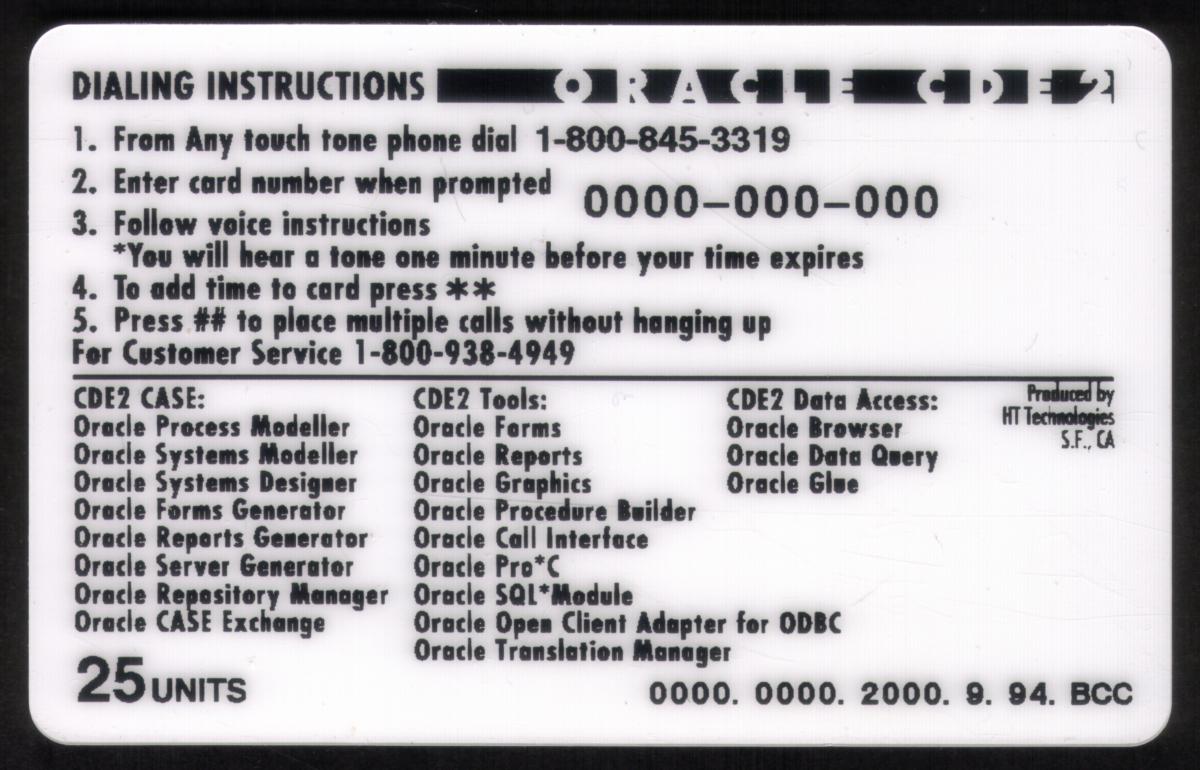 DIALING INSTRUCTIONS ORACLE CDE2
1. From Any touch tone phone dial 1-800-845-3319
2. Enter card number when prompted 0000-000-000
3. Follow voice instructions
*You will hear a tone one minute before your time expires
4. To add time to card press **
5. Press ## to place multiple calls without hanging up
For Customer Service 1-800-938-4949
CDE2 CASE:
Oracle Process Modeller
Oracle Systems Modeller
Oracle Systems Designer
Oracle Forms Generator
Oracle Reports Generator
Oracle Server Generator
Oracle Repository Manager
Oracle CASE Exchange
CDE2 Tools:
Oracle Forms
Oracle Reports
Oracle Graphics
Oracle Procedure Builder
Oracle Call Interface
Oracle Pro*C
Oracle SQL*Module
Oracle Open Client Adapter for ODBC
Oracle Translation Manager
CDE2 Data Access:
Oracle Browser
Oracle Data Query
Oracle Glue
Produced by
HT Technologies
S.F., CA
25 UNITS
0000. 0000. 2000. 9. 94. BCC